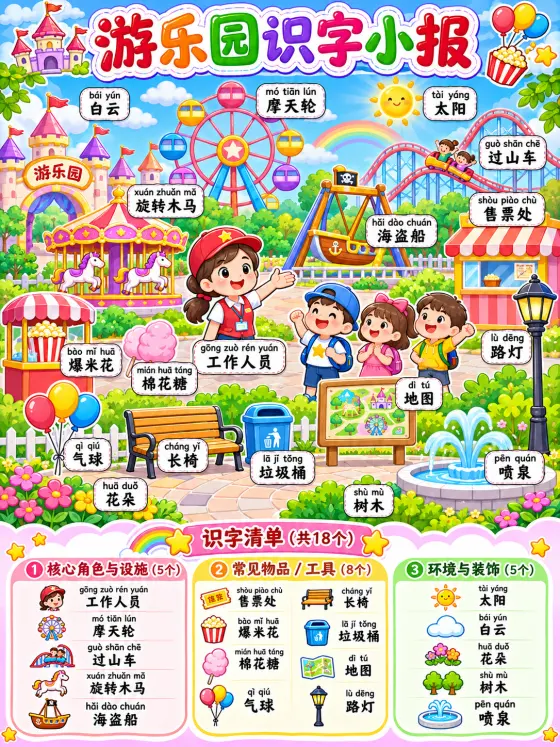 游乐园识字小报
bái yún
白云
mó tiān lún
摩天轮
tài yáng
太阳
guò shān chē
过山车
游乐园
xuán zhuǎn mǎ
旋转木马
hǎi dào chuán
海盗船
shòu piào chù
售票处
bào mǐ huā
爆米花
mián huā táng
棉花糖
gōng zuò rén yuán
工作人员
lù dēng
路灯
dì tú
地图
qì qiú
气球
cháng yǐ
长椅
lā jī tǒng
垃圾桶
pēn quán
喷泉
huā duǒ
花朵
shù mù
树木
识字清单(共18个)
1 核心角色与设施(5个)
gōng zuò rén yuán
工作人员
mó tiān lún
摩天轮
guò shān chē
过山车
xuán zhuǎn mǎ
旋转木马
hǎi dào chuán
海盗船
2 常见物品 / 工具(8个)
shòu piào chù
售票处
bào mǐ huā
爆米花
mián huā táng
棉花糖
qì qiú
气球
cháng yǐ
长椅
lā jī tǒng
垃圾桶
dì tú
地图
lù dēng
路灯
3 环境与装饰(5个)
tài yáng
太阳
bái yún
白云
huā duǒ
花朵
shù mù
树木
pēn quán
喷泉